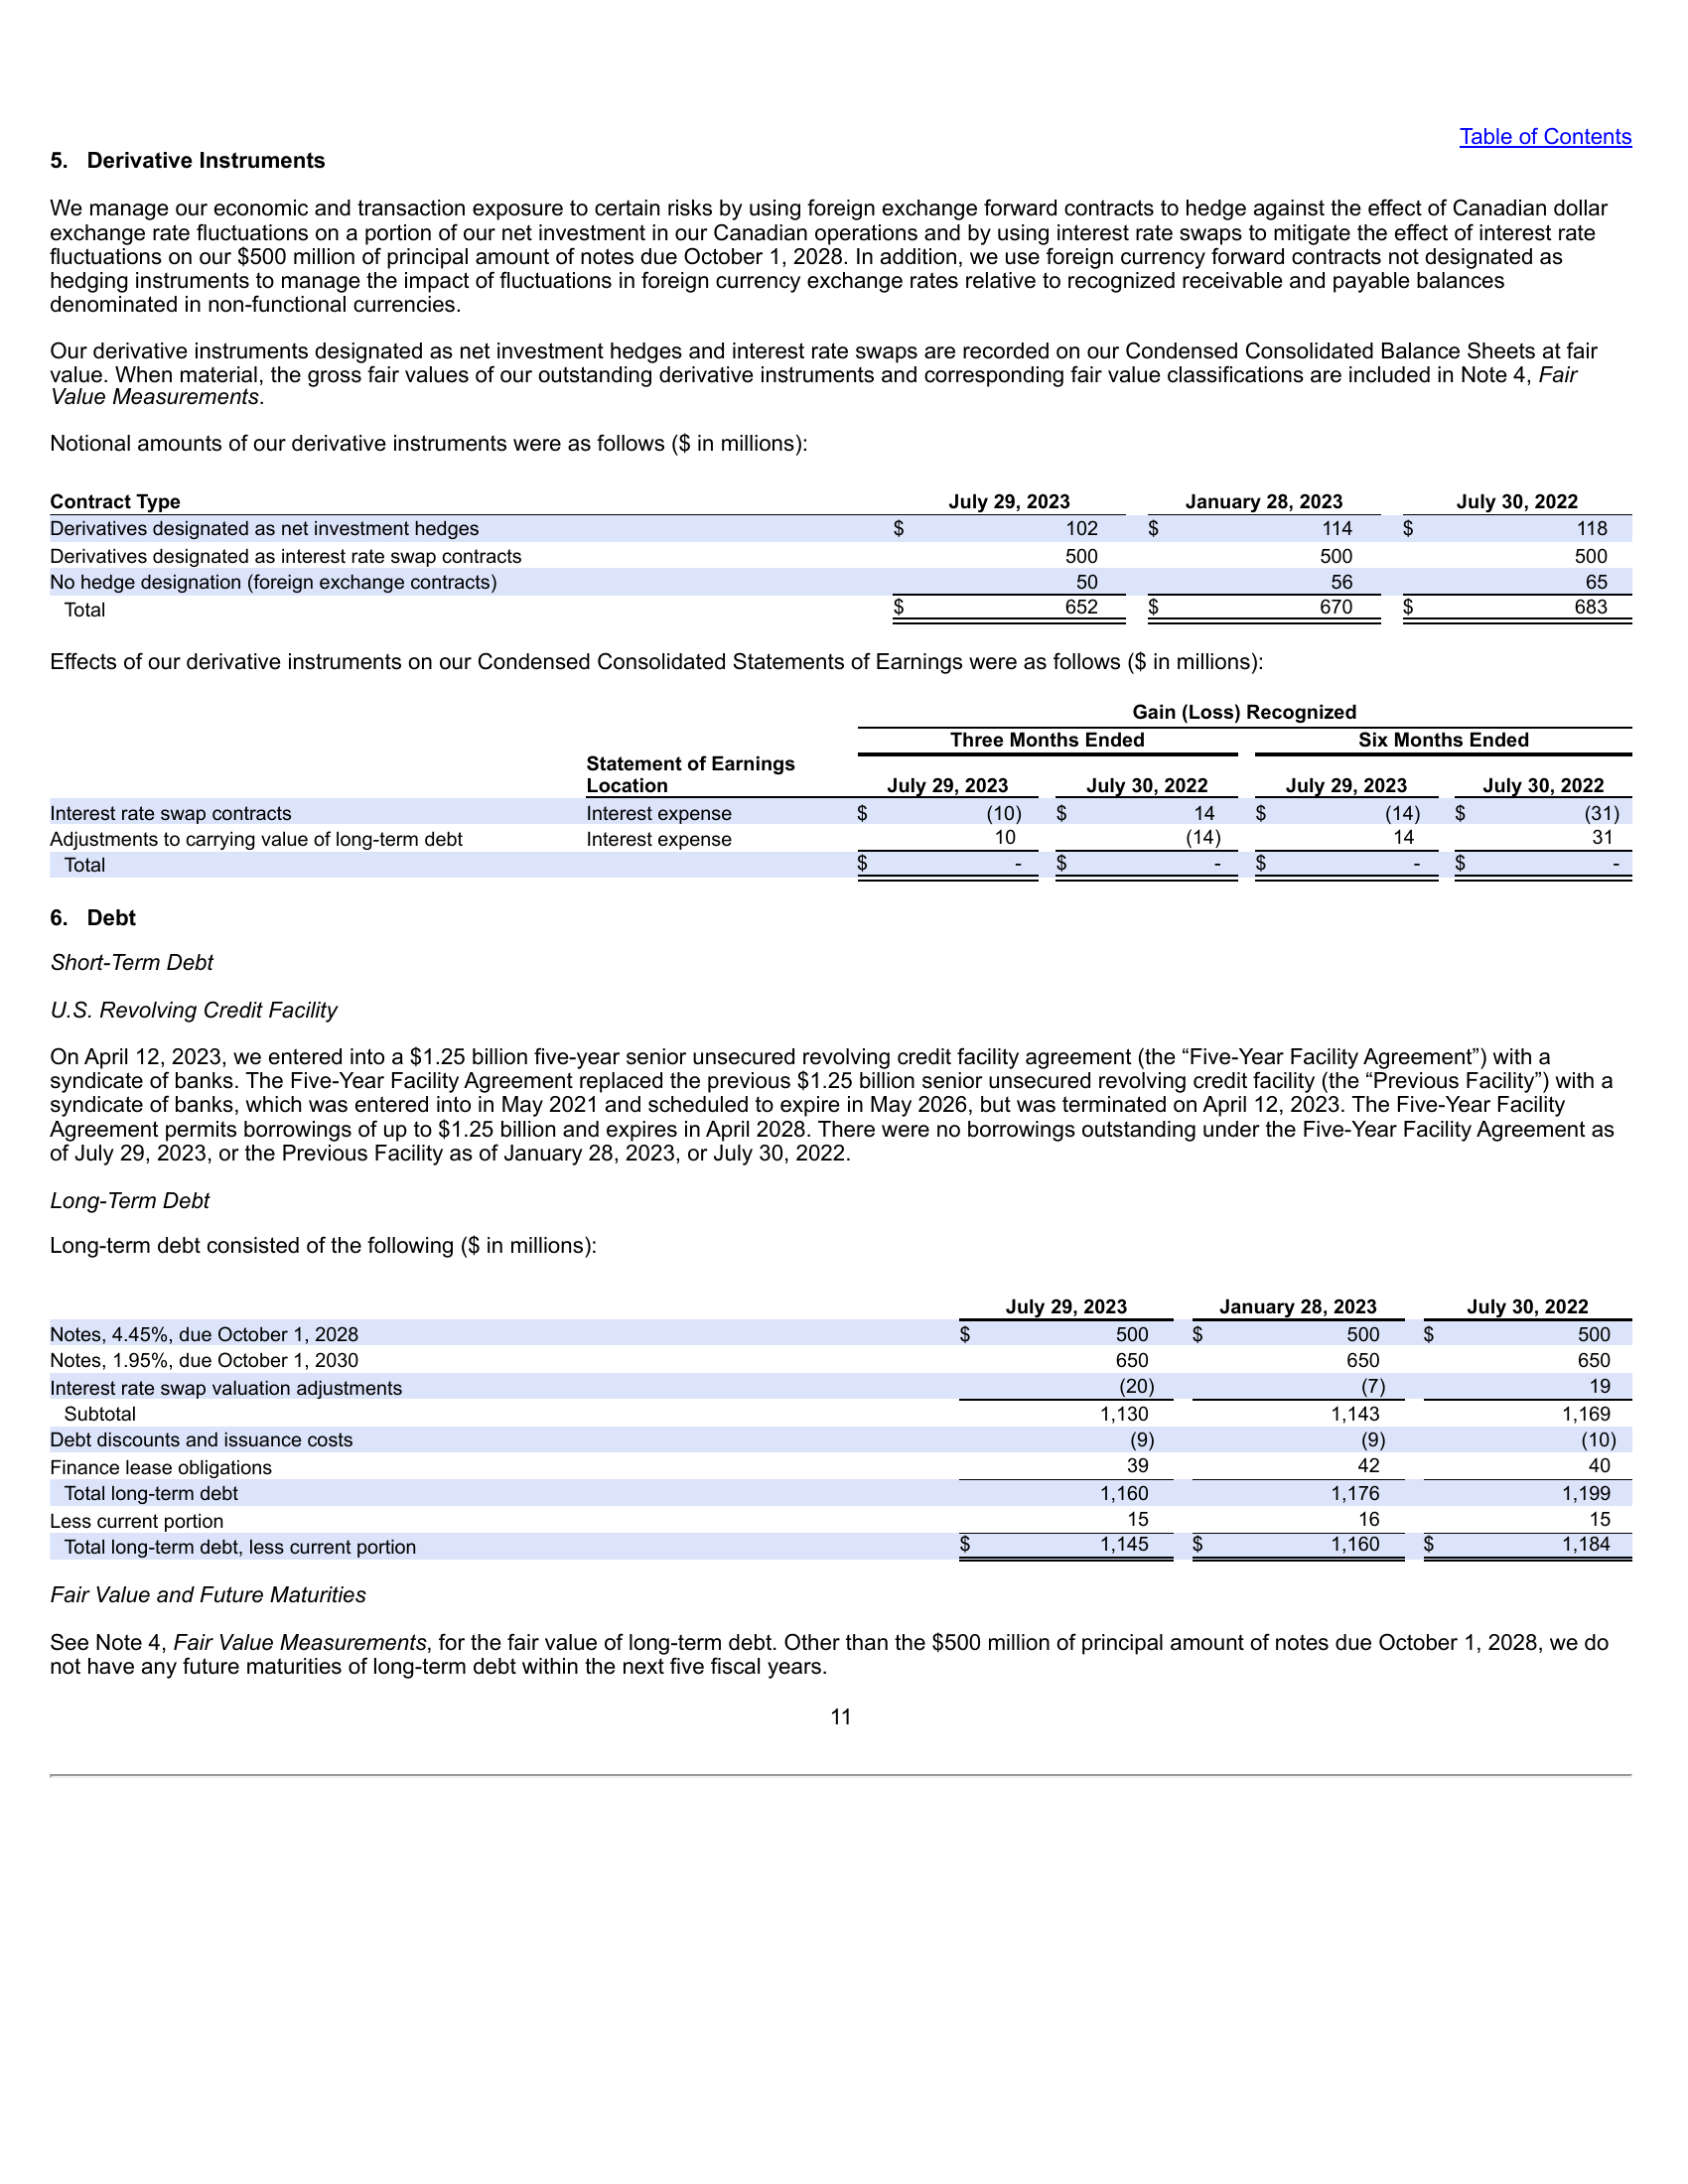 Table of Contents
5. Derivative Instruments
We manage our economic and transaction exposure to certain risks by using foreign exchange forward contracts to hedge against the effect of Canadian dollar
exchange rate fluctuations on a portion of our net investment in our Canadian operations and by using interest rate swaps to mitigate the effect of interest rate
fluctuations on our $500 million of principal amount of notes due October 1, 2028. In addition, we use foreign currency forward contracts not designated as
hedging instruments to manage the impact of fluctuations in foreign currency exchange rates relative to recognized receivable and payable balances
denominated in non-functional currencies.
Our derivative instruments designated as net investment hedges and interest rate swaps are recorded on our Condensed Consolidated Balance Sheets at fair
value. When material, the gross fair values of our outstanding derivative instruments and corresponding fair value classifications are included in Note 4, Fair
Value Measurements.
Notional amounts of our derivative instruments were as follows ($ in millions):
Contract Type July 29, 2023 January 28, 2023 July 30, 2022
Derivatives designated as net investment hedges $ 102 $ 114 $ 118
Derivatives designated as interest rate swap contracts 500 500 500
No hedge designation (foreign exchange contracts) 50 56 65
Total $ 652 $ 670 $ 683
Effects of our derivative instruments on our Condensed Consolidated Statements of Earnings were as follows ($ in millions):
Gain (Loss) Recognized
Three Months Ended Six Months Ended
Statement of Earnings
Location July 29, 2023 July 30, 2022 July 29, 2023 July 30, 2022
Interest rate swap contracts Interest expense $ (10) $ 14 $ (14) $ (31)
Adjustments to carrying value of long-term debt Interest expense 10 (14) 14 31
Total $ - $ - $ - $ -
6. Debt
Short-Term Debt
U.S. Revolving Credit Facility
On April 12, 2023, we entered into a $1.25 billion five-year senior unsecured revolving credit facility agreement (the “Five-Year Facility Agreement”) with a
syndicate of banks. The Five-Year Facility Agreement replaced the previous $1.25 billion senior unsecured revolving credit facility (the “Previous Facility”) with a
syndicate of banks, which was entered into in May 2021 and scheduled to expire in May 2026, but was terminated on April 12, 2023. The Five-Year Facility
Agreement permits borrowings of up to $1.25 billion and expires in April 2028. There were no borrowings outstanding under the Five-Year Facility Agreement as
of July 29, 2023, or the Previous Facility as of January 28, 2023, or July 30, 2022.
Long-Term Debt
Long-term debt consisted of the following ($ in millions):
July 29, 2023 January 28, 2023 July 30, 2022
Notes, 4.45%, due October 1, 2028 $ 500 $ 500 $ 500
Notes, 1.95%, due October 1, 2030 650 650 650
Interest rate swap valuation adjustments (20) (7) 19
Subtotal 1,130 1,143 1,169
Debt discounts and issuance costs (9) (9) (10)
Finance lease obligations 39 42 40
Total long-term debt 1,160 1,176 1,199
Less current portion 15 16 15
Total long-term debt, less current portion $ 1,145 $ 1,160 $ 1,184
Fair Value and Future Maturities
See Note 4, Fair Value Measurements, for the fair value of long-term debt. Other than the $500 million of principal amount of notes due October 1, 2028, we do
not have any future maturities of long-term debt within the next five fiscal years.
11